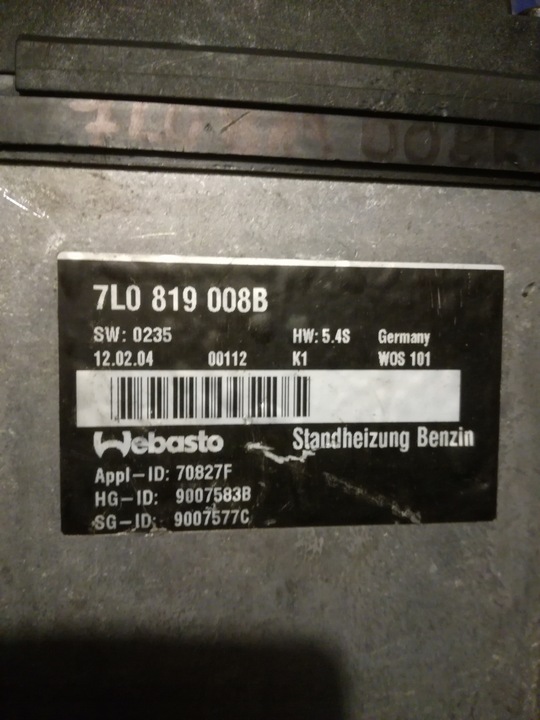 7L0 819 008B
SW: 0235 HW: 5.4S Germany
12.02.04 00112 K1 WOS 101
Webasto Standheizung Benzin
Appl-ID: 70827F
HG-ID: 9007583B
SG-ID: 9007577C